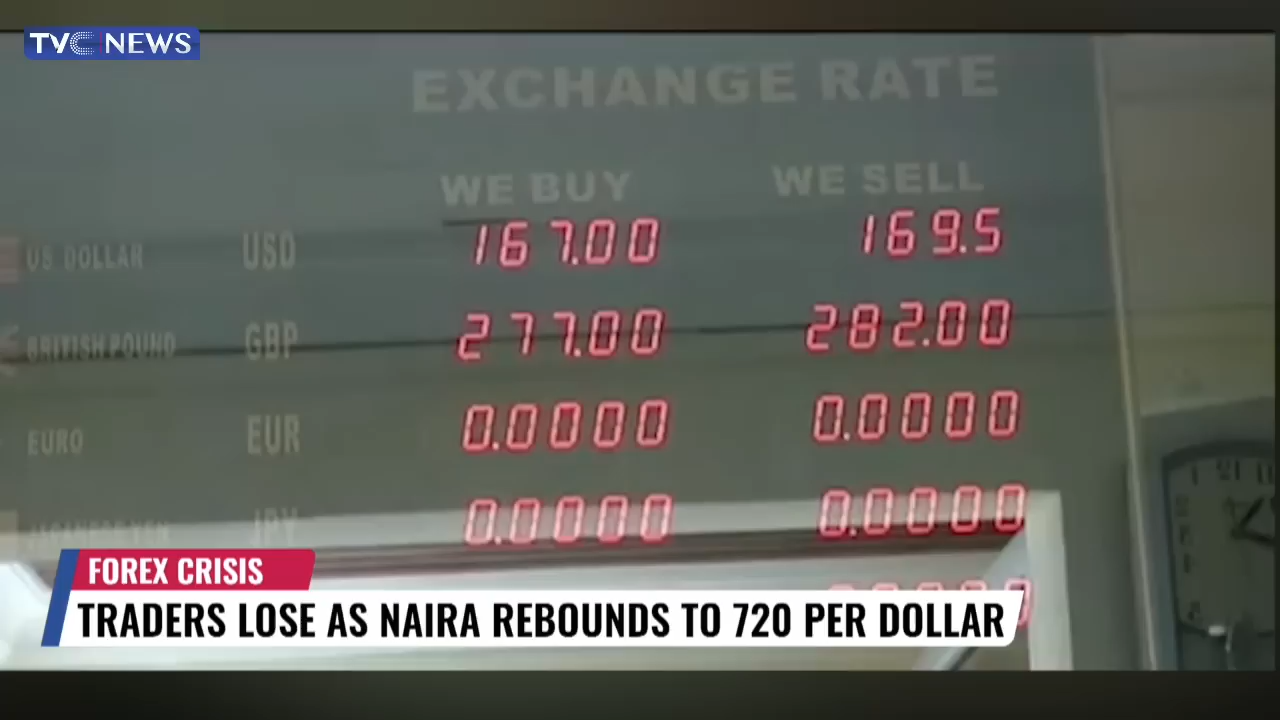 TVC NEWS
EXCHANGE RATE
WE BUY WE SELL
US DOLLAR USD 167.00 169.5
BRITISH POUND GBP 277.00 282.00
EURO EUR 0.0000 0.0000
JAPANESE YEN JPY 0.0000 0.0000
FOREX CRISIS
TRADERS LOSE AS NAIRA REBOUNDS TO 720 PER DOLLAR